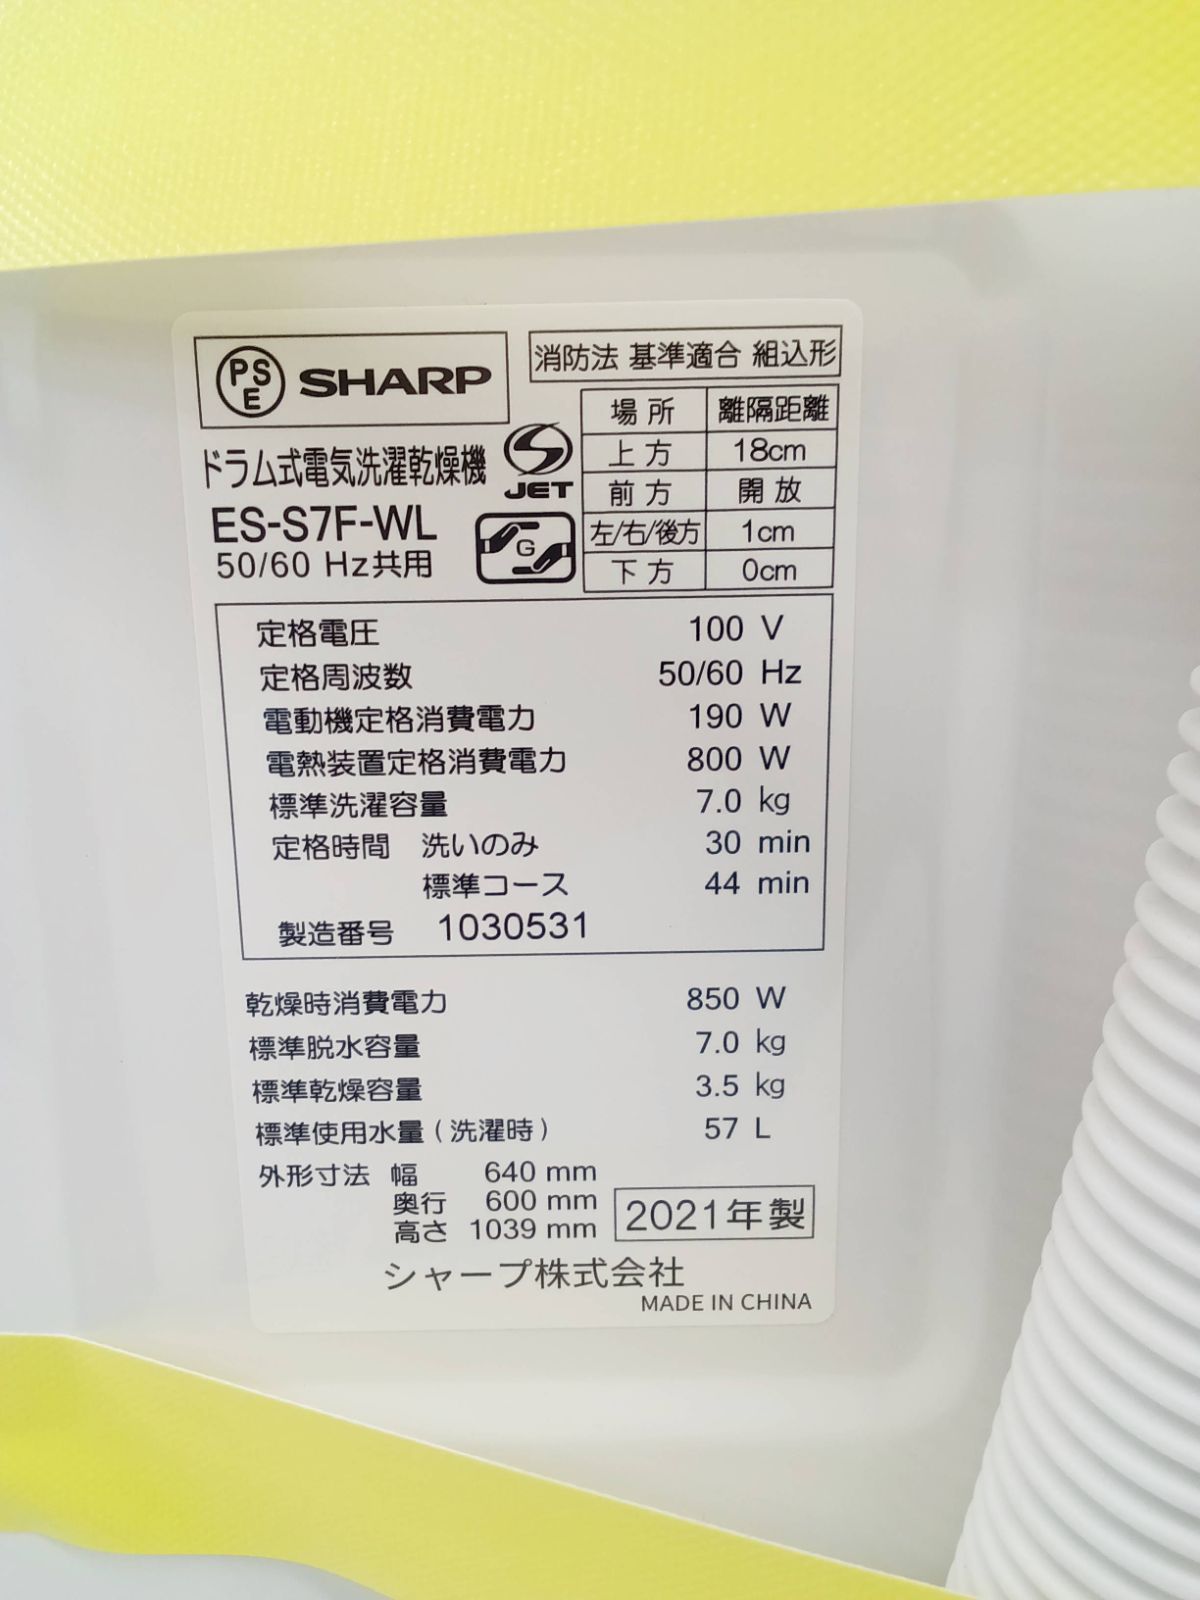 PSE SHARP
消防法 基準適合 組込形
場所 離隔距離
上方 18cm
前方 開放
左/右/後方 1cm
下方 0cm
ドラム式電気洗濯乾燥機
S JET
ES-S7F-WL
50/60 Hz共用
G
定格電圧 100 V
定格周波数 50/60 Hz
電動機定格消費電力 190 W
電熱装置定格消費電力 800 W
標準洗濯容量 7.0 kg
定格時間 洗いのみ 30 min
標準コース 44 min
製造番号 1030531
乾燥時消費電力 850 W
標準脱水容量 7.0 kg
標準乾燥容量 3.5 kg
標準使用水量(洗濯時) 57 L
外形寸法 幅 640 mm
奥行 600 mm
高さ 1039 mm
2021年製
シャープ株式会社
MADE IN CHINA